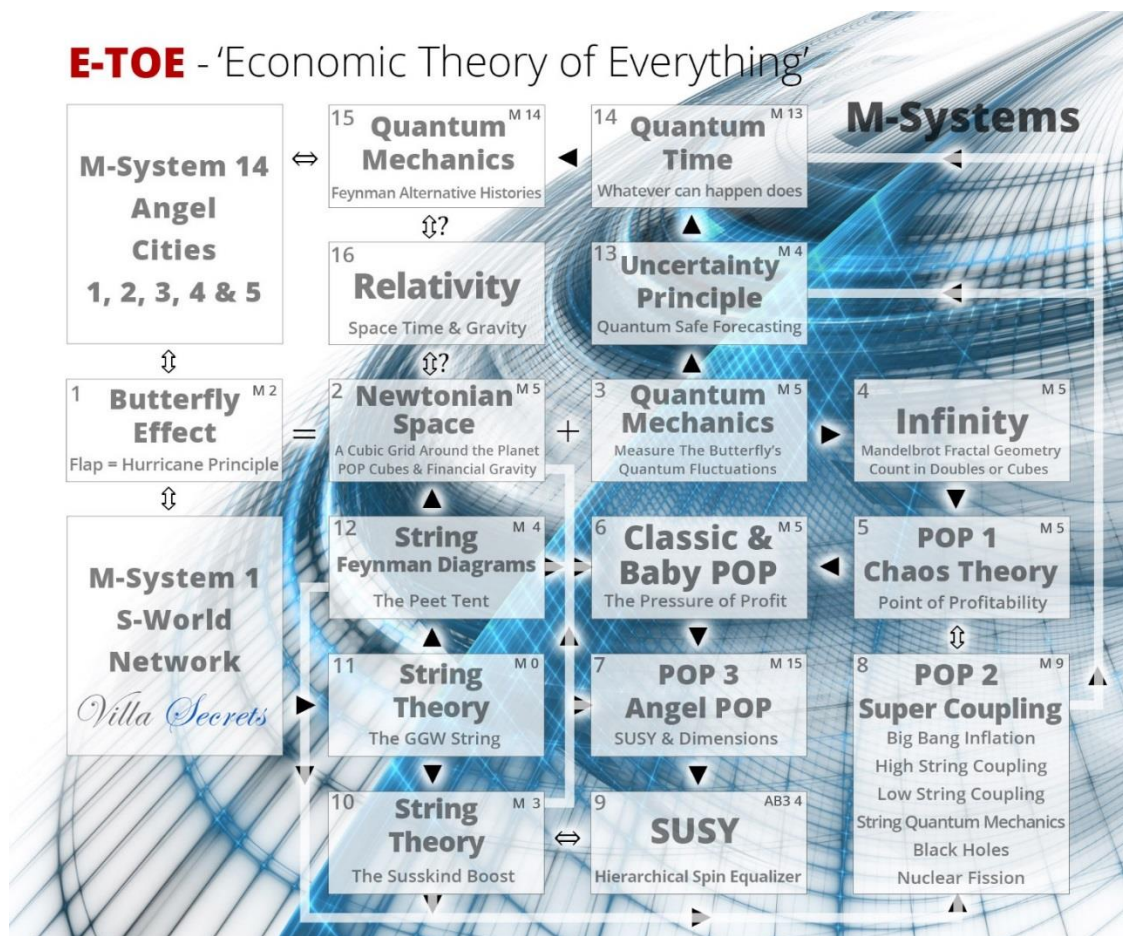 E-TOE - ‘Economic Theory of Everything’
M-Systems
M-System 14
Angel
Cities
1, 2, 3, 4 & 5
15
M 14
Quantum
Mechanics
Feynman Alternative Histories
14
M 13
Quantum
Time
Whatever can happen does
?
16
Relativity
Space Time & Gravity
13
M 4
Uncertainty
Principle
Quantum Safe Forecasting
?
1
M 2
Butterfly
Effect
Flap = Hurricane Principle
=
2
M 5
Newtonian
Space
A Cubic Grid Around the Planet
POP Cubes & Financial Gravity
+
3
M 5
Quantum
Mechanics
Measure The Butterfly’s
Quantum Fluctuations
4
M 5
Infinity
Mandelbrot Fractal Geometry
Count in Doubles or Cubes
M-System 1
S-World
Network
Villa Secrets
12
M 4
String
Feynman Diagrams
The Peet Tent
6
M 5
Classic &
Baby POP
The Pressure of Profit
5
M 5
POP 1
Chaos Theory
Point of Profitability
11
M 0
String
Theory
The GGW String
7
M 15
POP 3
Angel POP
SUSY & Dimensions
8
M 9
POP 2
Super Coupling
Big Bang Inflation
High String Coupling
Low String Coupling
String Quantum Mechanics
Black Holes
Nuclear Fission
10
M 3
String
Theory
The Susskind Boost
9
AB3 4
SUSY
Hierarchical Spin Equalizer